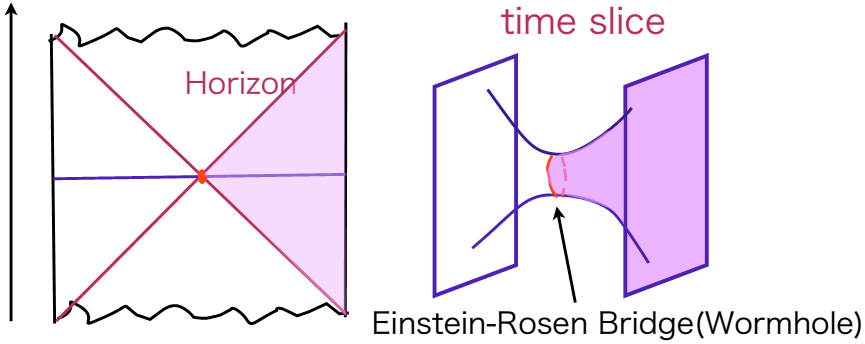 time slice
Horizon
Einstein-Rosen Bridge(Wormhole)